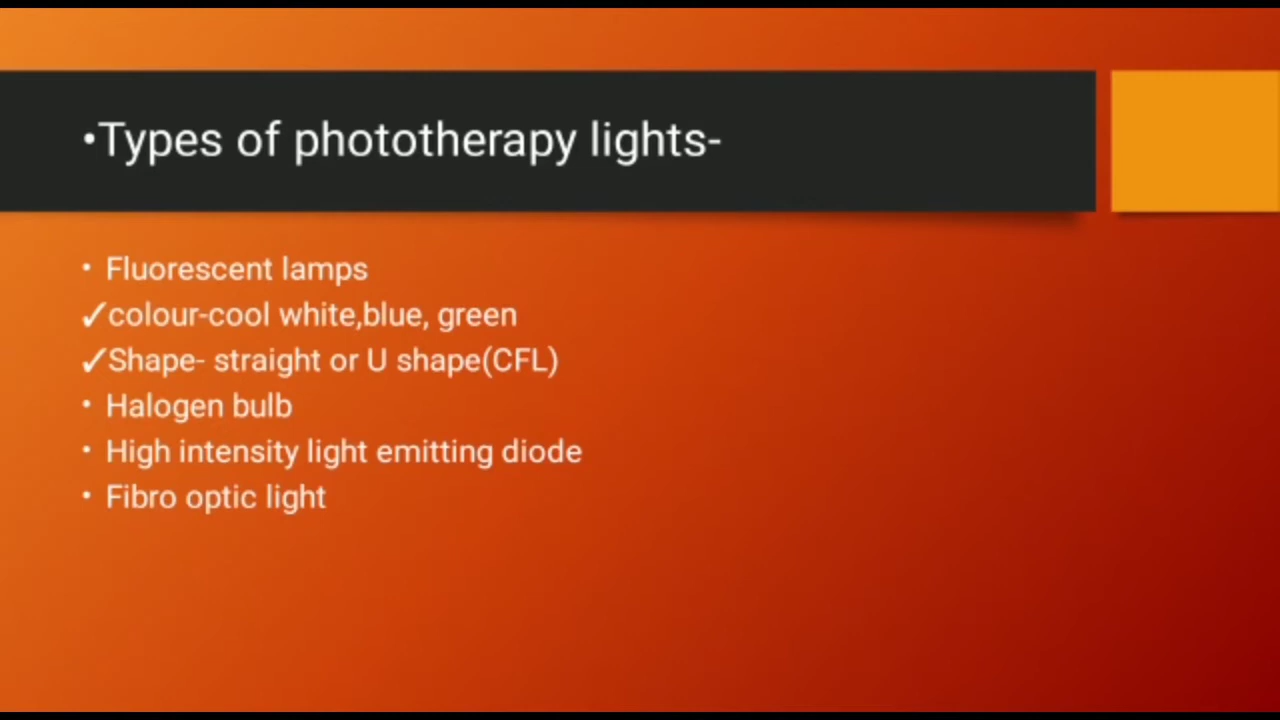 •Types of phototherapy lights-
• Fluorescent lamps
✓colour-cool white,blue, green
✓Shape- straight or U shape(CFL)
• Halogen bulb
• High intensity light emitting diode
• Fibro optic light